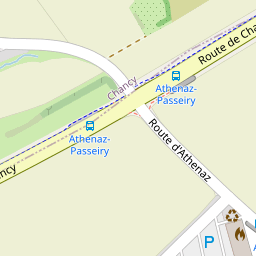 Route de Cha
Athenaz-
Passeiry
Chancy
Athenaz-
Passeiry
Route d'Athenaz
ncy
P
A